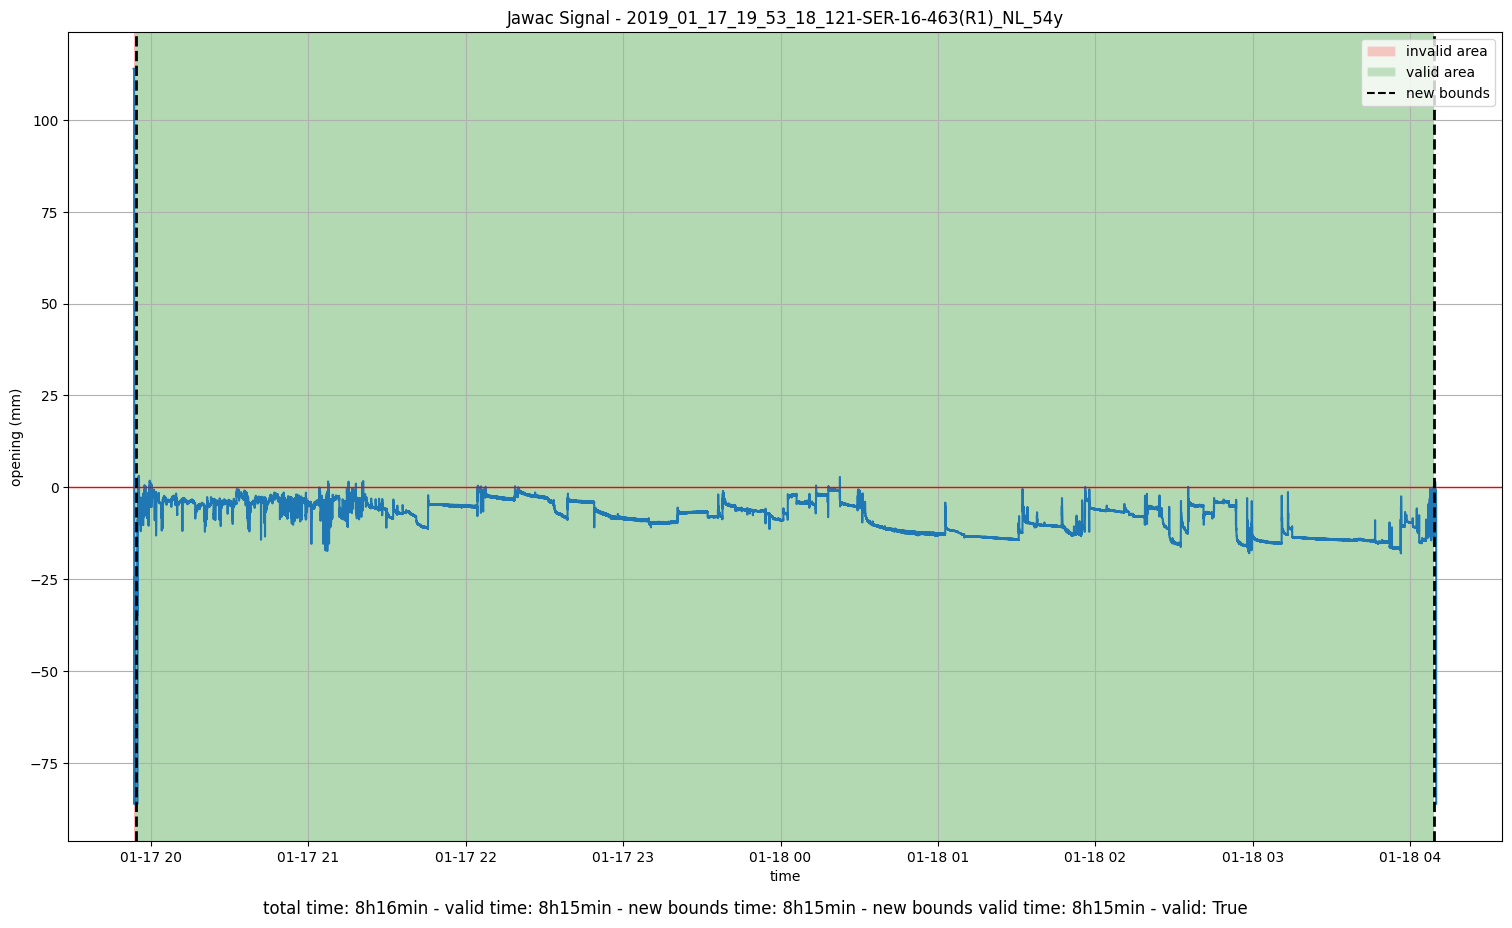 Jawac Signal - 2019_01_17_19_53_18_121-SER-16-463(R1)_NL_54y
invalid area
valid area
new bounds
opening (mm)
100
75
50
25
0
−25
−50
−75
01-17 20
01-17 21
01-17 22
01-17 23
01-18 00
01-18 01
01-18 02
01-18 03
01-18 04
time
total time: 8h16min - valid time: 8h15min - new bounds time: 8h15min - new bounds valid time: 8h15min - valid: True